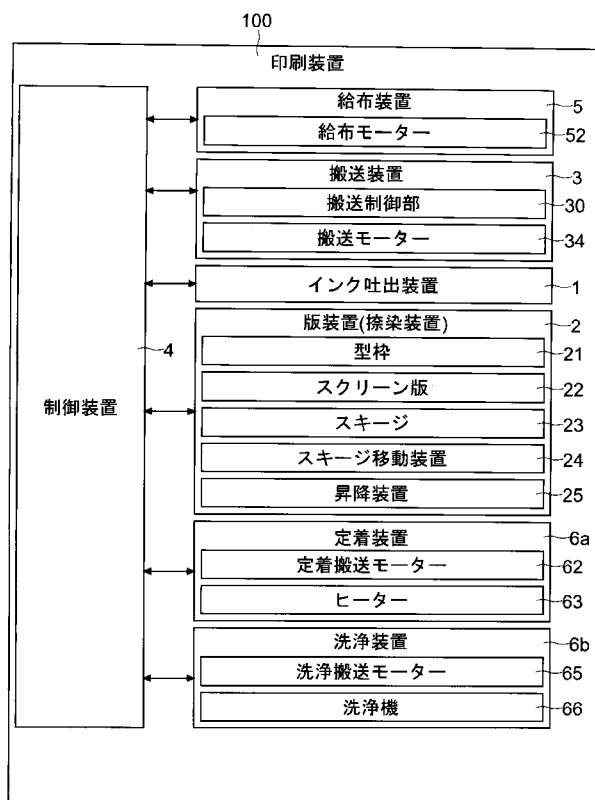 100
印刷装置
給布装置 5
給布モーター 52
搬送装置 3
搬送制御部 30
搬送モーター 34
インク吐出装置 1
版装置(捺染装置) 2
型枠 21
4
スクリーン版 22
制御装置
スキージ 23
スキージ移動装置 24
昇降装置 25
定着装置 6a
定着搬送モーター 62
ヒーター 63
洗浄装置 6b
洗浄搬送モーター 65
洗浄機 66